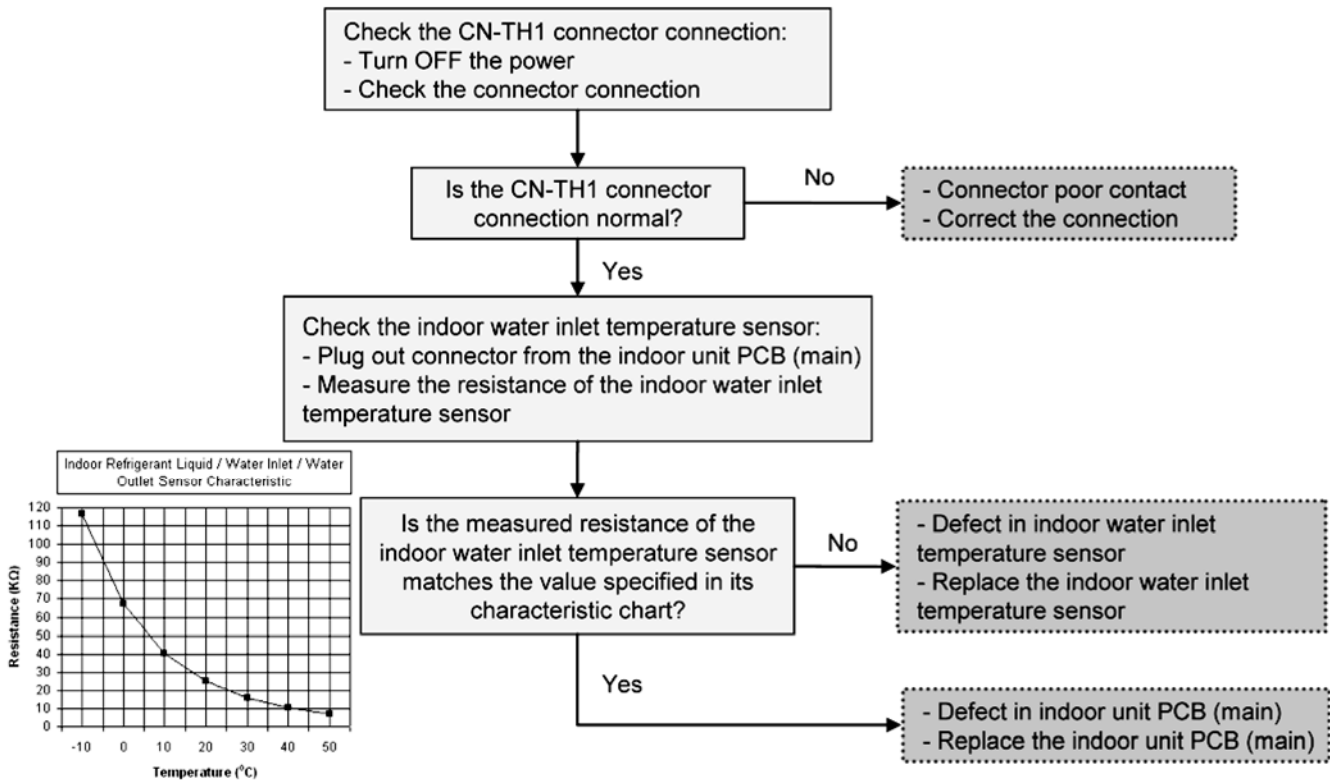 Check the CN-TH1 connector connection:
- Turn OFF the power
- Check the connector connection
Is the CN-TH1 connector
connection normal?
No
- Connector poor contact
- Correct the connection
Yes
Check the indoor water inlet temperature sensor:
- Plug out connector from the indoor unit PCB (main)
- Measure the resistance of the indoor water inlet
temperature sensor
Indoor Refrigerant Liquid / Water Inlet / Water
Outlet Sensor Characteristic
Resistance (KΩ)
120
110
100
90
80
70
60
50
40
30
20
10
0
-10 0 10 20 30 40 50
Temperature (⁰C)
Is the measured resistance of the
indoor water inlet temperature sensor
matches the value specified in its
characteristic chart?
No
- Defect in indoor water inlet
temperature sensor
- Replace the indoor water inlet
temperature sensor
Yes
- Defect in indoor unit PCB (main)
- Replace the indoor unit PCB (main)